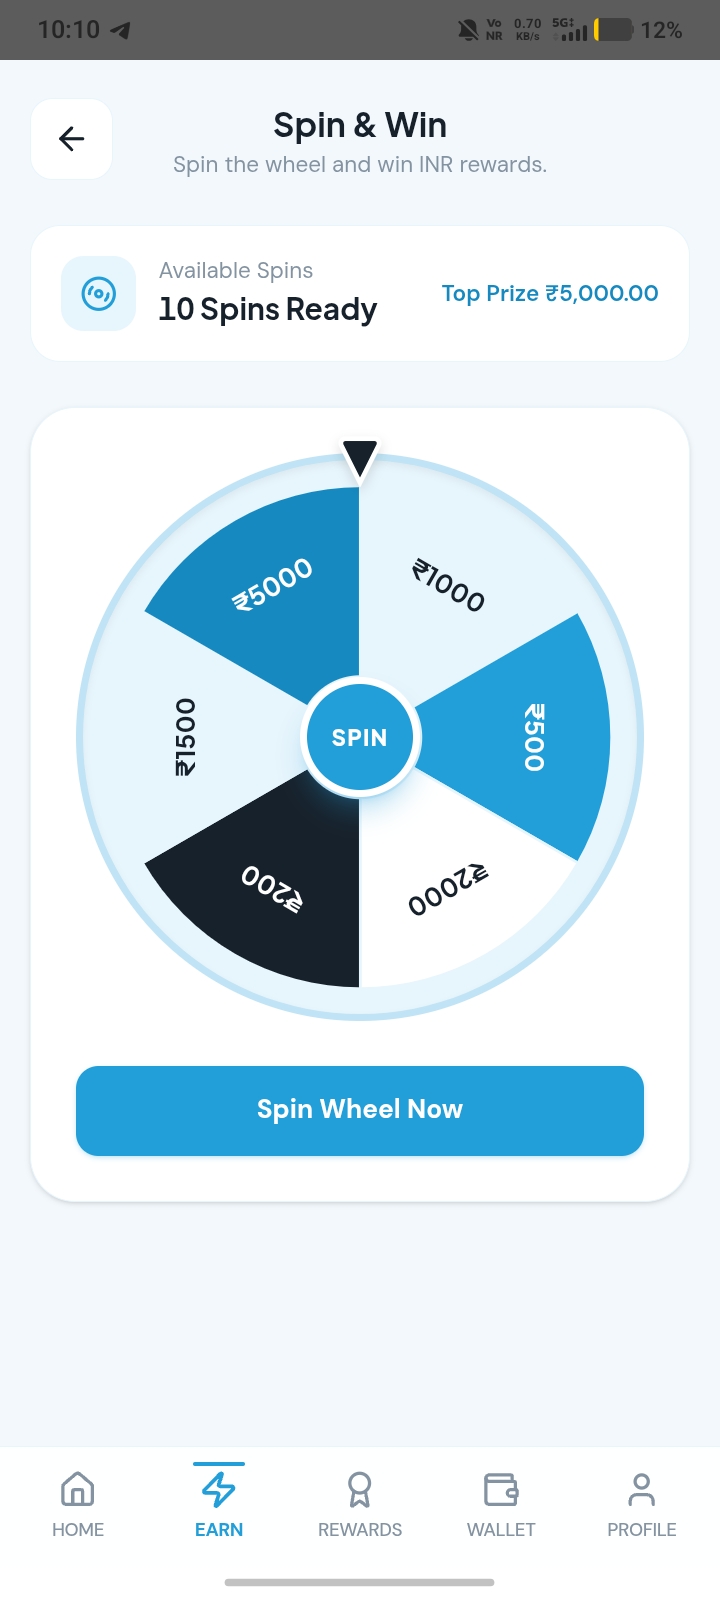 10:10
Vo
NR
0.70
KB/s
5G
12%
Spin & Win
Spin the wheel and win INR rewards.
Available Spins
10 Spins Ready
Top Prize ₹5,000.00
₹5000
₹1000
₹1500
SPIN
₹500
₹200
₹2000
Spin Wheel Now
HOME
EARN
REWARDS
WALLET
PROFILE